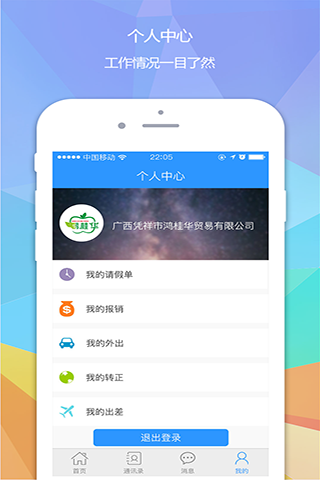 个人中心
工作情况一目了然
中国移动 22:05
个人中心
鸿桂华
广西凭祥市鸿桂华贸易有限公司
我的请假单
我的报销
我的外出
我的转正
我的出差
退出登录
首页 通讯录 消息 我的